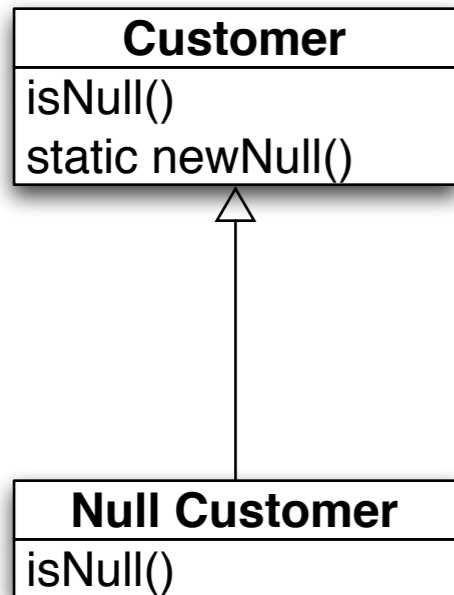 Customer
isNull()
static newNull()
Null Customer
isNull()